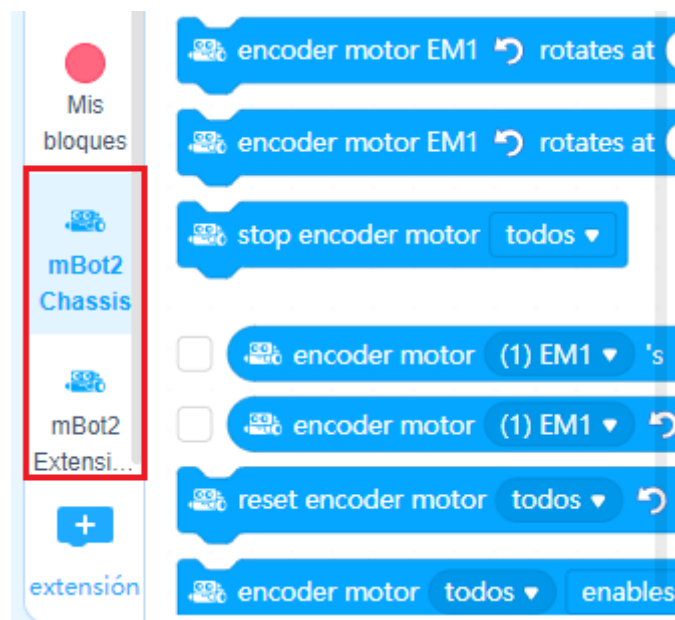 Mis
bloques
mBot2
Chassis
mBot2
Extensi...
extensión
encoder motor EM1 rotates at
encoder motor EM1 rotates at
stop encoder motor todos
encoder motor (1) EM1 's
encoder motor (1) EM1
reset encoder motor todos
encoder motor todos enables